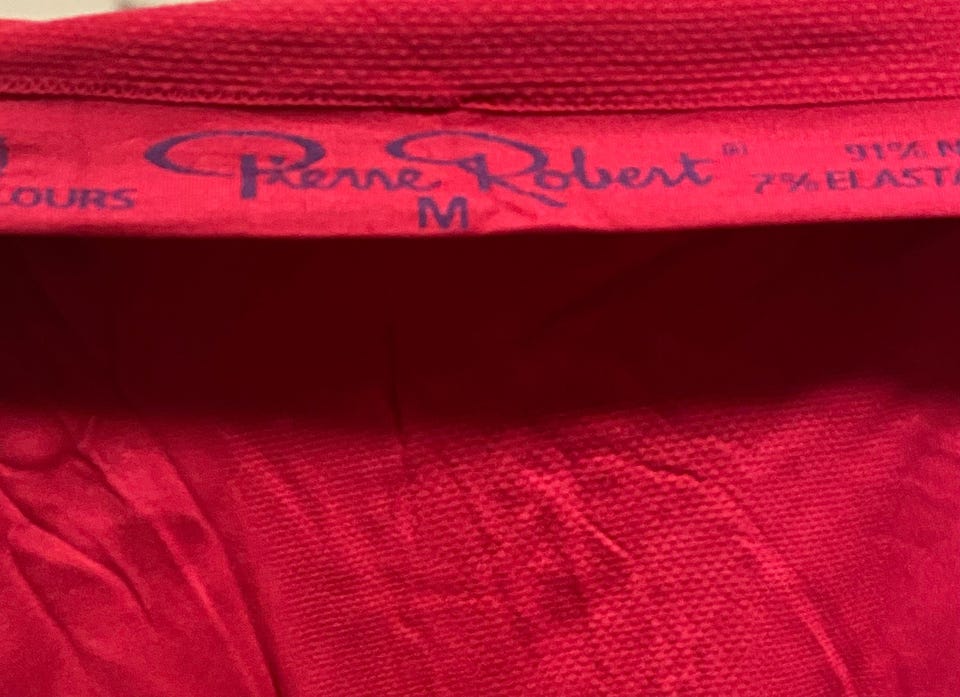 LOURS
Pierre Robert ®
M
91% N
7% ELASTA